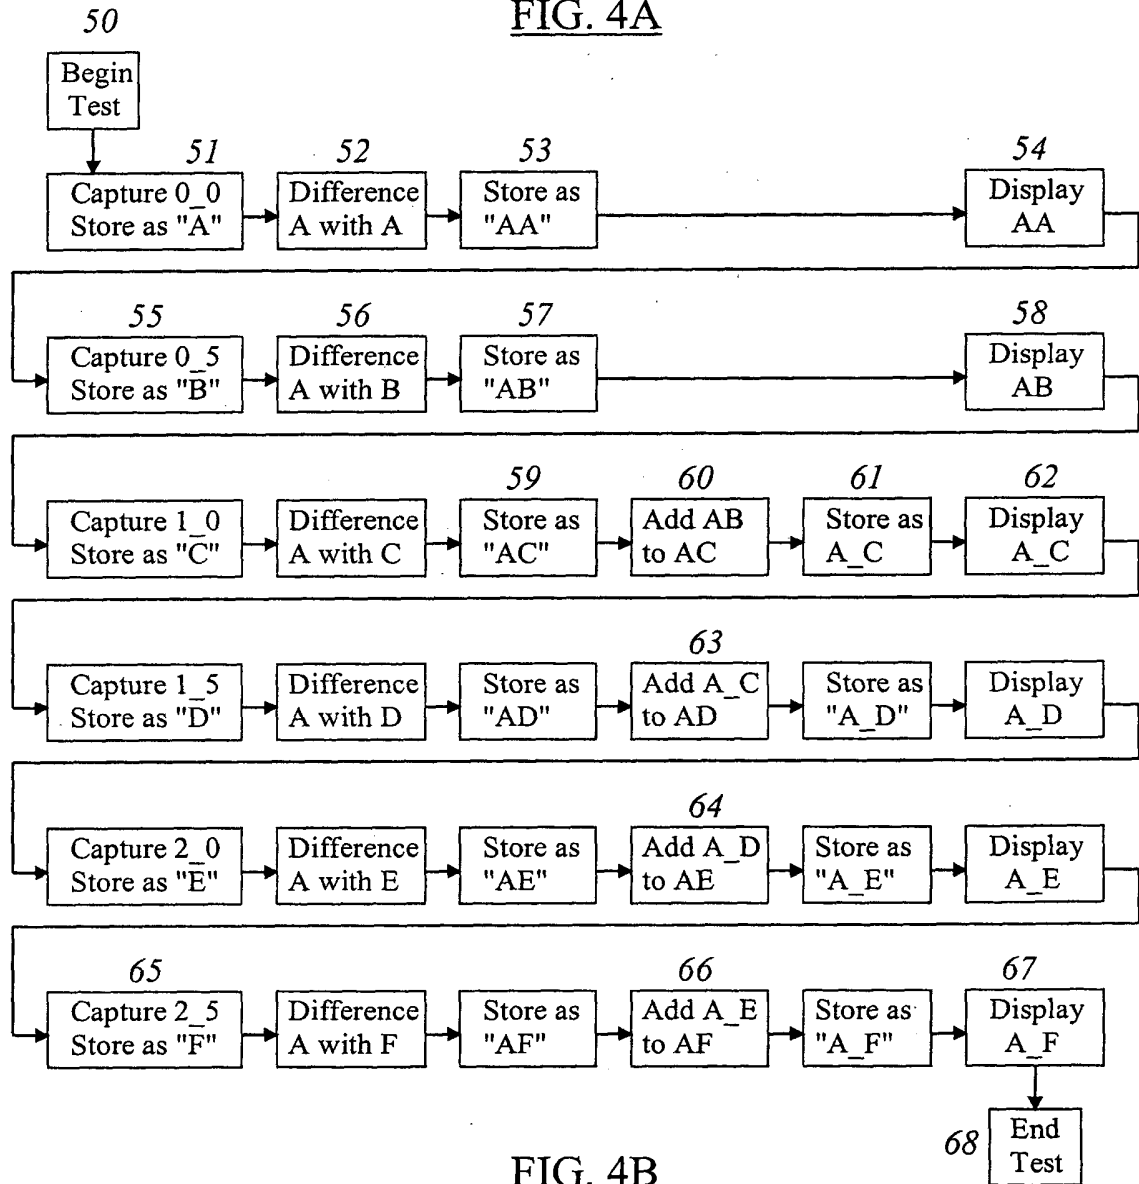 FIG. 4A
50
Begin
Test
51
Capture 0_0
Store as "A"
52
Difference
A with A
53
Store as
"AA"
54
Display
AA
55
Capture 0_5
Store as "B"
56
Difference
A with B
57
Store as
"AB"
58
Display
AB
Capture 1_0
Store as "C"
Difference
A with C
59
Store as
"AC"
60
Add AB
to AC
61
Store as
A_C
62
Display
A_C
Capture 1_5
Store as "D"
Difference
A with D
Store as
"AD"
63
Add A_C
to AD
Store as
"A_D"
Display
A_D
Capture 2_0
Store as "E"
Difference
A with E
Store as
"AE"
64
Add A_D
to AE
Store as
"A_E"
Display
A_E
65
Capture 2_5
Store as "F"
Difference
A with F
Store as
"AF"
66
Add A_E
to AF
Store as
"A_F"
67
Display
A_F
68
End
Test
FIG. 4B